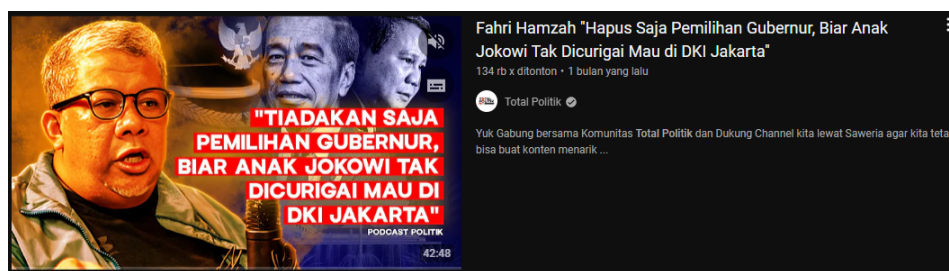 "TIADAKAN SAJA
PEMILIHAN GUBERNUR,
BIAR ANAK JOKOWI TAK
DICURIGAI MAU DI
DKI JAKARTA"
PODCAST POLITIK
42:48
Fahri Hamzah "Hapus Saja Pemilihan Gubernur, Biar Anak
Jokowi Tak Dicurigai Mau di DKI Jakarta"
134 rb x ditonton • 1 bulan yang lalu
Total Politik
Yuk Gabung bersama Komunitas Total Politik dan Dukung Channel kita lewat Saweria agar kita teta
bisa buat konten menarik ...